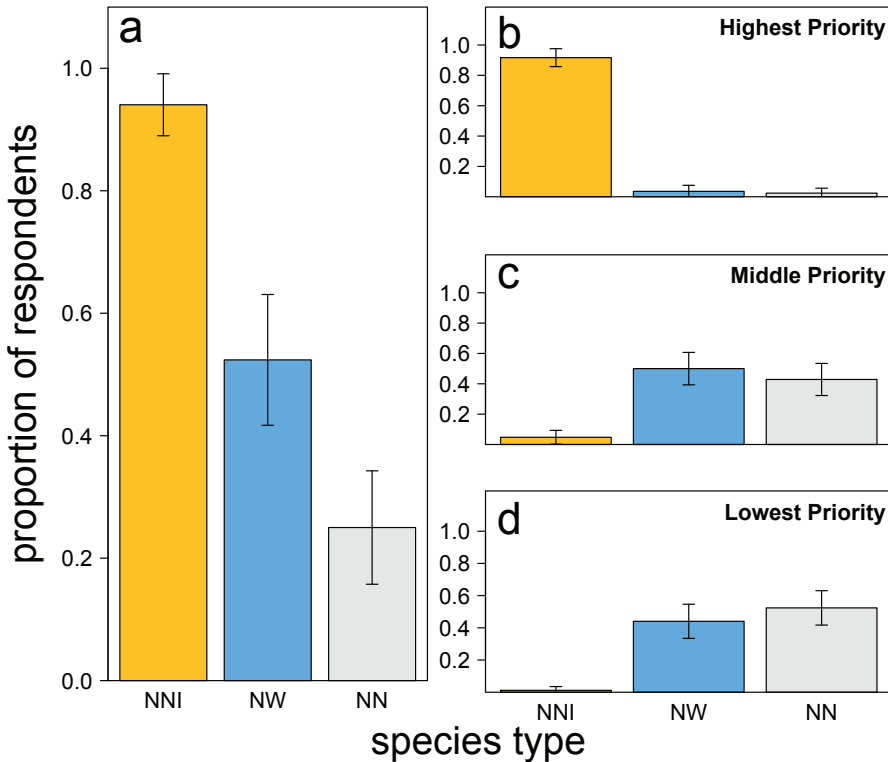 a
proportion of respondents
1.0
0.8
0.6
0.4
0.2
0.0
NNI NW NN
b
Highest Priority
1.0
0.8
0.6
0.4
0.2
c
Middle Priority
1.0
0.8
0.6
0.4
0.2
d
Lowest Priority
1.0
0.8
0.6
0.4
0.2
NNI NW NN
species type